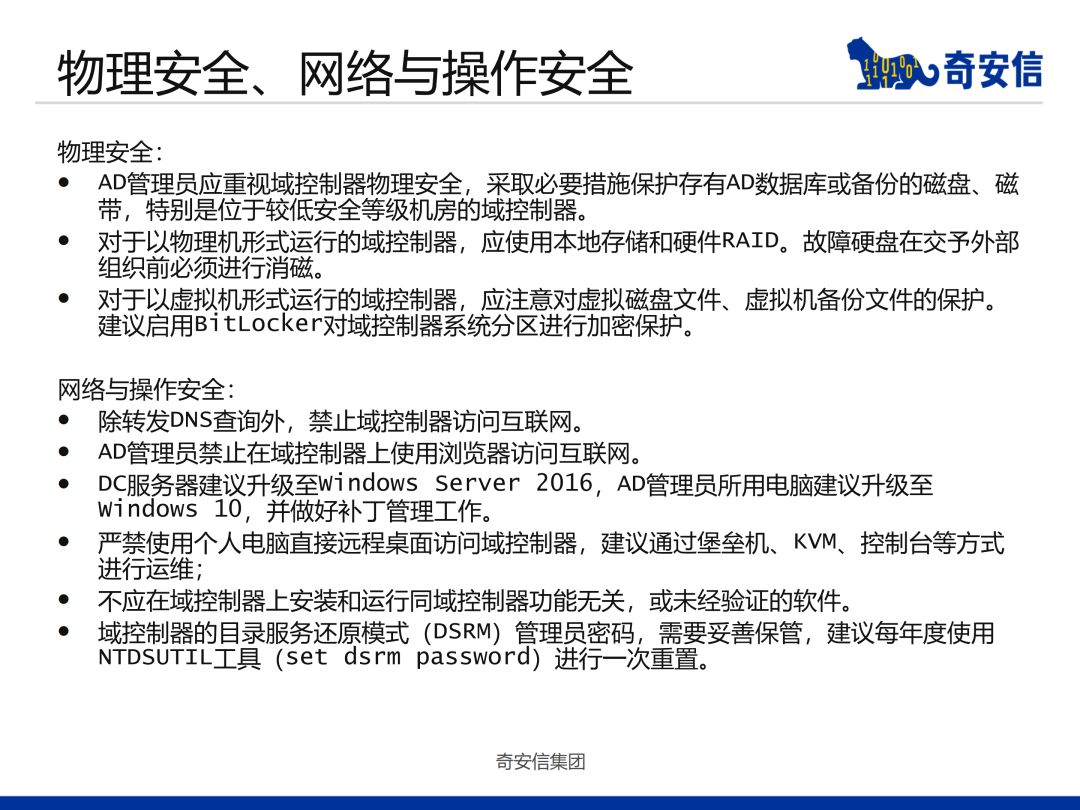 物理安全、网络与操作安全
奇安信
物理安全：
● AD管理员应重视域控制器物理安全，采取必要措施保护存有AD数据库或备份的磁盘、磁
带，特别是位于较低安全等级机房的域控制器。
● 对于以物理机形式运行的域控制器，应使用本地存储和硬件RAID。故障硬盘在交予外部
组织前必须进行消磁。
● 对于以虚拟机形式运行的域控制器，应注意对虚拟磁盘文件、虚拟机备份文件的保护。
建议启用BitLocker对域控制器系统分区进行加密保护。
网络与操作安全：
● 除转发DNS查询外，禁止域控制器访问互联网。
● AD管理员禁止在域控制器上使用浏览器访问互联网。
● DC服务器建议升级至Windows Server 2016，AD管理员所用电脑建议升级至
Windows 10，并做好补丁管理工作。
● 严禁使用个人电脑直接远程桌面访问域控制器，建议通过堡垒机、KVM、控制台等方式
进行运维；
● 不应在域控制器上安装和运行同域控制器功能无关，或未经验证的软件。
● 域控制器的目录服务还原模式（DSRM）管理员密码，需要妥善保管，建议每年度使用
NTDSUTIL工具（set dsrm password）进行一次重置。
奇安信集团